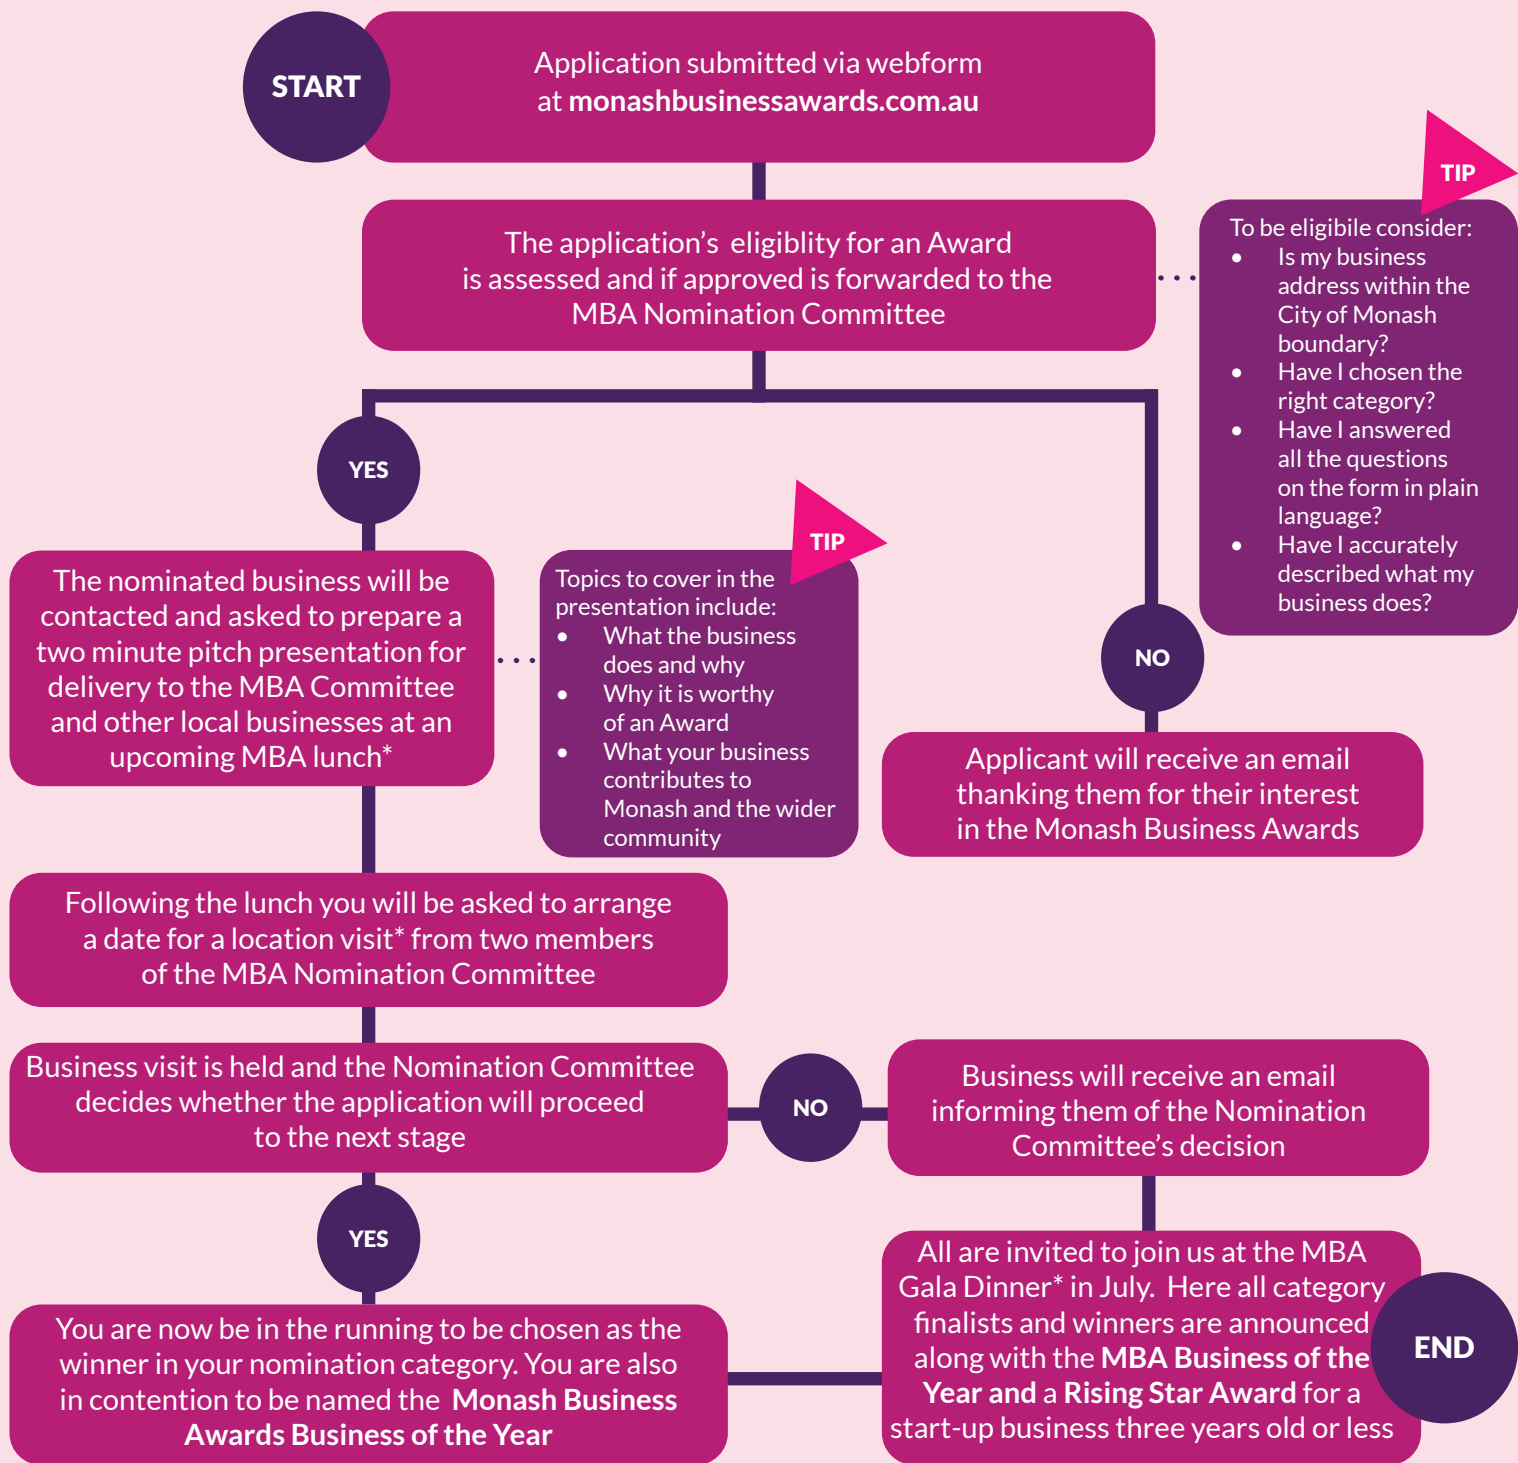 START
Application submitted via webform
at monashbusinessawards.com.au
The application's eligiblity for an Award
is assessed and if approved is forwarded to the
MBA Nomination Committee
TIP
To be eligibile consider:
• Is my business
address within the
City of Monash
boundary?
• Have I chosen the
right category?
• Have I answered
all the questions
on the form in plain
language?
• Have I accurately
described what my
business does?
YES
The nominated business will be
contacted and asked to prepare a
two minute pitch presentation for
delivery to the MBA Committee
and other local businesses at an
upcoming MBA lunch*
TIP
Topics to cover in the
presentation include:
• What the business
does and why
• Why it is worthy
of an Award
• What your business
contributes to
Monash and the wider
community
NO
Applicant will receive an email
thanking them for their interest
in the Monash Business Awards
Following the lunch you will be asked to arrange
a date for a location visit* from two members
of the MBA Nomination Committee
Business visit is held and the Nomination Committee
decides whether the application will proceed
to the next stage
NO
Business will receive an email
informing them of the Nomination
Committee's decision
YES
You are now be in the running to be chosen as the
winner in your nomination category. You are also
in contention to be named the Monash Business
Awards Business of the Year
All are invited to join us at the MBA
Gala Dinner* in July. Here all category
finalists and winners are announced
along with the MBA Business of the
Year and a Rising Star Award for a
start-up business three years old or less
END